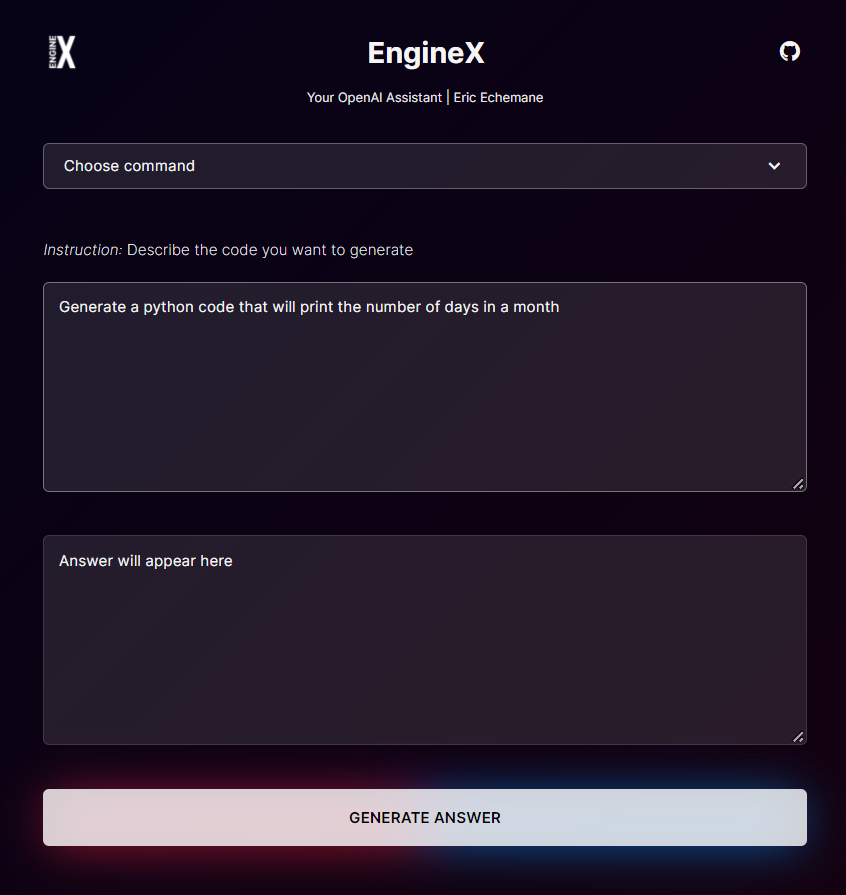 ENGINE X
EngineX
Your OpenAI Assistant | Eric Echemane
Choose command
Instruction: Describe the code you want to generate
Generate a python code that will print the number of days in a month
Answer will appear here
GENERATE ANSWER